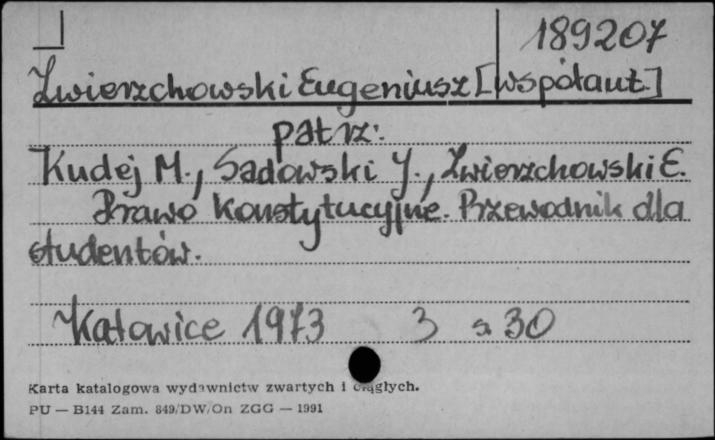 189207
Zwierzchowski Eugeniusz [współaut.]
patrz:
Kudej M., Sadowski J., Zwierzchowski E.
Prawo Konstytucyjne. Przewodnik dla
studentów.
Katowice 1973 3 s 30
Karta katalogowa wydawnictw zwartych i ciągłych.
PU — B144 Zam. 849/DW/On ZGG — 1991